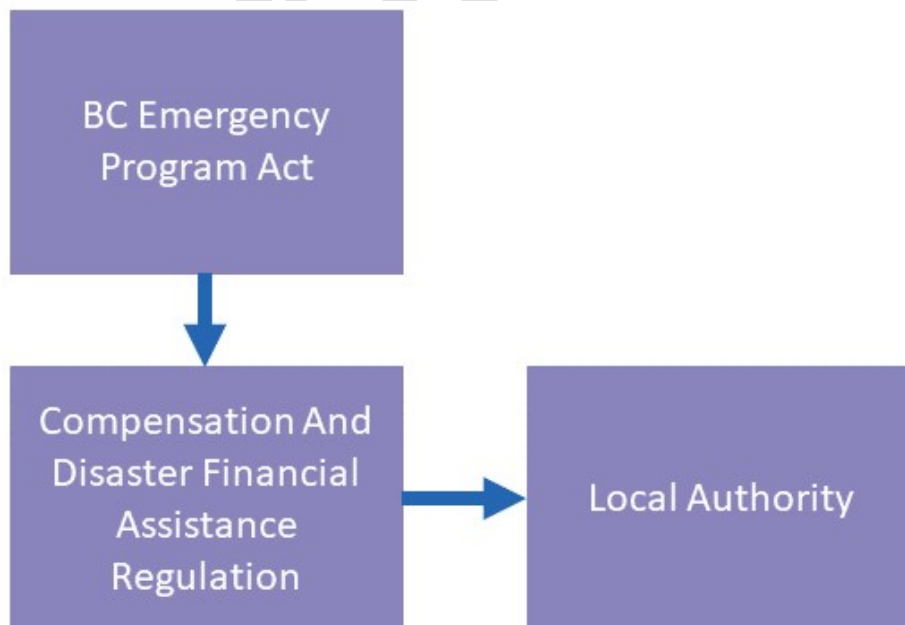 BC Emergency
Program Act
Compensation And
Disaster Financial
Assistance
Regulation
Local Authority